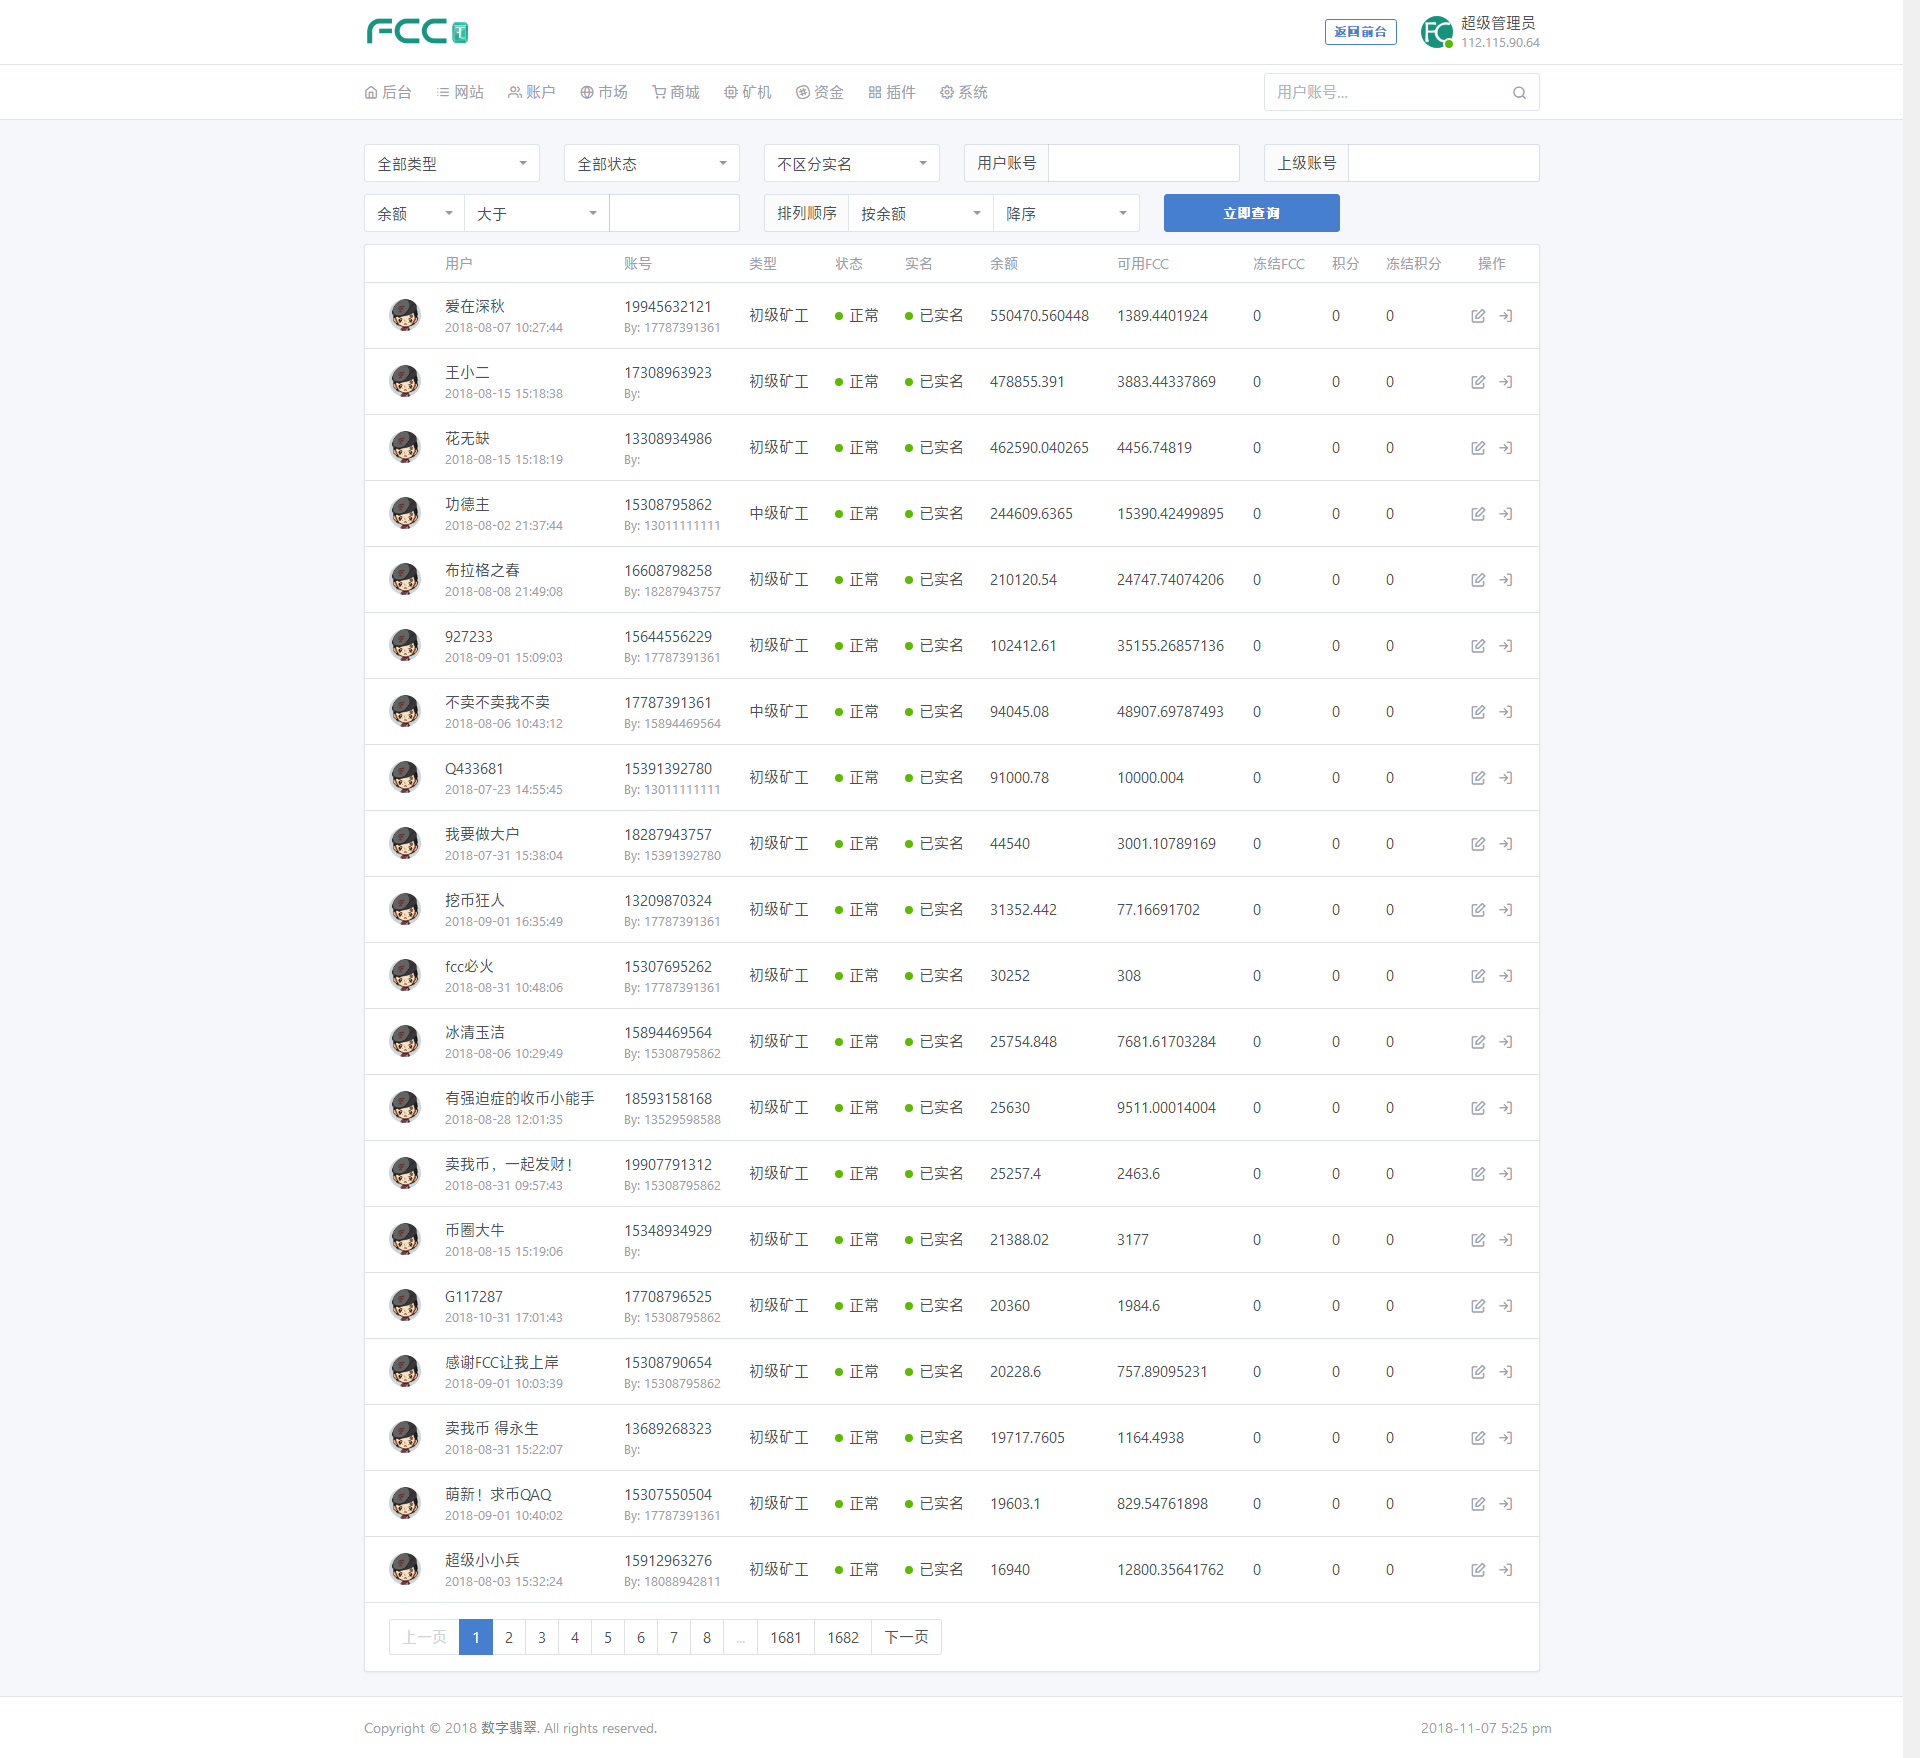 FCC
返回前台
超级管理员
112.115.90.64
后台 网站 账户 市场 商城 矿机 资金 插件 系统 用户账号...
全部类型 全部状态 不区分实名 用户账号 上级账号
余额 大于 排列顺序 按余额 降序 立即查询
用户 账号 类型 状态 实名 余额 可用FCC 冻结FCC 积分 冻结积分 操作
爱在深秋 19945632121 初级矿工 正常 已实名 550470.560448 1389.4401924 0 0 0
2018-08-07 10:27:44 By: 17787391361
王小二 17308963923 初级矿工 正常 已实名 478855.391 3883.44337869 0 0 0
2018-08-15 15:18:38 By:
花无缺 13308934986 初级矿工 正常 已实名 462590.040265 4456.74819 0 0 0
2018-08-15 15:18:19 By:
功德主 15308795862 中级矿工 正常 已实名 244609.6365 15390.42499895 0 0 0
2018-08-02 21:37:44 By: 13011111111
布拉格之春 16608798258 初级矿工 正常 已实名 210120.54 24747.74074206 0 0 0
2018-08-08 21:49:08 By: 18287943757
927233 15644556229 初级矿工 正常 已实名 102412.61 35155.26857136 0 0 0
2018-09-01 15:09:03 By: 17787391361
不卖不卖我不卖 17787391361 中级矿工 正常 已实名 94045.08 48907.69787493 0 0 0
2018-08-06 10:43:12 By: 15894469564
Q433681 15391392780 初级矿工 正常 已实名 91000.78 10000.004 0 0 0
2018-07-23 14:55:45 By: 13011111111
我要做大户 18287943757 初级矿工 正常 已实名 44540 3001.10789169 0 0 0
2018-07-31 15:38:04 By: 15391392780
挖币狂人 13209870324 初级矿工 正常 已实名 31352.442 77.16691702 0 0 0
2018-09-01 16:35:49 By: 17787391361
fcc必火 15307695262 初级矿工 正常 已实名 30252 308 0 0 0
2018-08-31 10:48:06 By: 17787391361
冰清玉洁 15894469564 初级矿工 正常 已实名 25754.848 7681.61703284 0 0 0
2018-08-06 10:29:49 By: 15308795862
有强迫症的收币小能手 18593158168 初级矿工 正常 已实名 25630 9511.00014004 0 0 0
2018-08-28 12:01:35 By: 13529598588
卖我币，一起发财！ 19907791312 初级矿工 正常 已实名 25257.4 2463.6 0 0 0
2018-08-31 09:57:43 By: 15308795862
币圈大牛 15348934929 初级矿工 正常 已实名 21388.02 3177 0 0 0
2018-08-15 15:19:06 By:
G117287 17708796525 初级矿工 正常 已实名 20360 1984.6 0 0 0
2018-10-31 17:01:43 By: 15308795862
感谢FCC让我上岸 15308790654 初级矿工 正常 已实名 20228.6 757.89095231 0 0 0
2018-09-01 10:03:39 By: 15308795862
卖我币 得永生 13689268323 初级矿工 正常 已实名 19717.7605 1164.4938 0 0 0
2018-08-31 15:22:07 By:
萌新！求币QAQ 15307550504 初级矿工 正常 已实名 19603.1 829.54761898 0 0 0
2018-09-01 10:40:02 By: 17787391361
超级小小兵 15912963276 初级矿工 正常 已实名 16940 12800.35641762 0 0 0
2018-08-03 15:32:24 By: 18088942811
上一页 1 2 3 4 5 6 7 8 ... 1681 1682 下一页
Copyright © 2018 数字翡翠. All rights reserved. 2018-11-07 5:25 pm